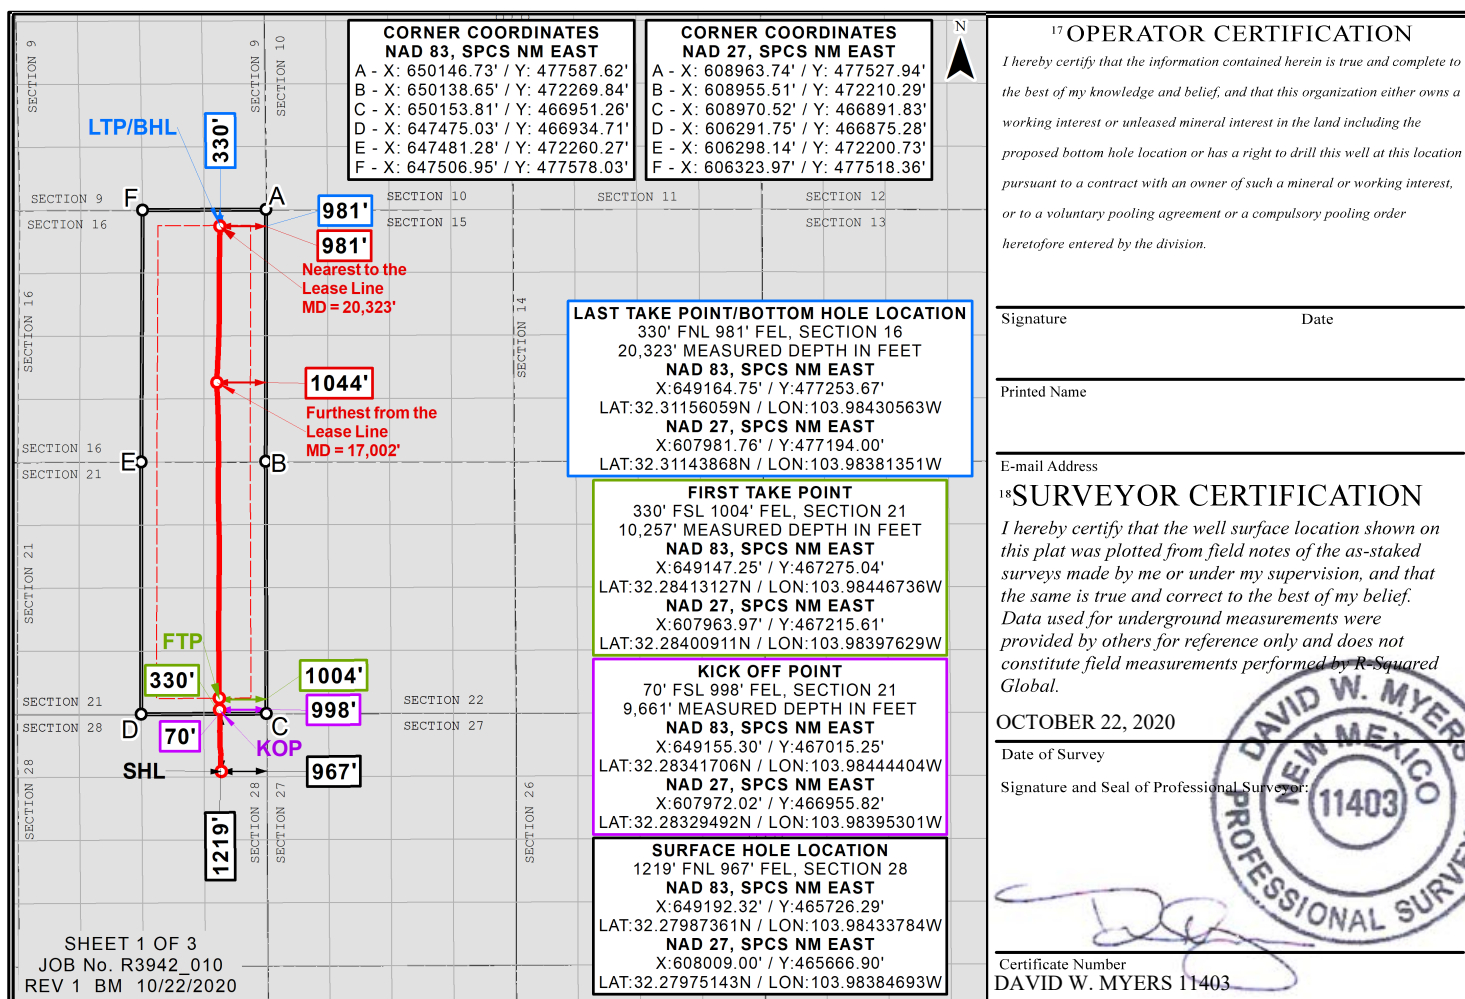 CORNER COORDINATES
NAD 83, SPCS NM EAST
A - X: 650146.73' / Y: 477587.62'
B - X: 650138.65' / Y: 472269.84'
C - X: 650153.81' / Y: 466951.26'
D - X: 647475.03' / Y: 466934.71'
E - X: 647481.28' / Y: 472260.27'
F - X: 647506.95' / Y: 477578.03'
CORNER COORDINATES
NAD 27, SPCS NM EAST
A - X: 608963.74' / Y: 477527.94'
B - X: 608955.51' / Y: 472210.29'
C - X: 608970.52' / Y: 466891.83'
D - X: 606291.75' / Y: 466875.28'
E - X: 606298.14' / Y: 472200.73'
F - X: 606323.97' / Y: 477518.36'
N
SECTION 9
SECTION 9
SECTION 10
LTP/BHL
330'
SECTION 9
F
A
SECTION 10
SECTION 11
SECTION 12
SECTION 16
981'
SECTION 15
SECTION 13
981'
Nearest to the
Lease Line
MD = 20,323'
SECTION 16
SECTION 14
1044'
Furthest from the
Lease Line
MD = 17,002'
SECTION 16
E
B
SECTION 21
SECTION 21
FTP
330'
1004'
SECTION 21
SECTION 22
998'
D
C
SECTION 28
SECTION 27
70'
KOP
SHL
967'
SECTION 28
SECTION 28
SECTION 27
SECTION 26
1219'
LAST TAKE POINT/BOTTOM HOLE LOCATION
330' FNL 981' FEL, SECTION 16
20,323' MEASURED DEPTH IN FEET
NAD 83, SPCS NM EAST
X:649164.75' / Y:477253.67'
LAT:32.31156059N / LON:103.98430563W
NAD 27, SPCS NM EAST
X:607981.76' / Y:477194.00'
LAT:32.31143868N / LON:103.98381351W
FIRST TAKE POINT
330' FSL 1004' FEL, SECTION 21
10,257' MEASURED DEPTH IN FEET
NAD 83, SPCS NM EAST
X:649147.25' / Y:467275.04'
LAT:32.28413127N / LON:103.98446736W
NAD 27, SPCS NM EAST
X:607963.97' / Y:467215.61'
LAT:32.28400911N / LON:103.98397629W
KICK OFF POINT
70' FSL 998' FEL, SECTION 21
9,661' MEASURED DEPTH IN FEET
NAD 83, SPCS NM EAST
X:649155.30' / Y:467015.25'
LAT:32.28341706N / LON:103.98444404W
NAD 27, SPCS NM EAST
X:607972.02' / Y:466955.82'
LAT:32.28329492N / LON:103.98395301W
SURFACE HOLE LOCATION
1219' FNL 967' FEL, SECTION 28
NAD 83, SPCS NM EAST
X:649192.32' / Y:465726.29'
LAT:32.27987361N / LON:103.98433784W
NAD 27, SPCS NM EAST
X:608009.00' / Y:465666.90'
LAT:32.27975143N / LON:103.98384693W
SHEET 1 OF 3
JOB No. R3942_010
REV 1 BM 10/22/2020
17 OPERATOR CERTIFICATION
I hereby certify that the information contained herein is true and complete to
the best of my knowledge and belief, and that this organization either owns a
working interest or unleased mineral interest in the land including the
proposed bottom hole location or has a right to drill this well at this location
pursuant to a contract with an owner of such a mineral or working interest,
or to a voluntary pooling agreement or a compulsory pooling order
heretofore entered by the division.
Signature Date
Printed Name
E-mail Address
18 SURVEYOR CERTIFICATION
I hereby certify that the well surface location shown on
this plat was plotted from field notes of the as-staked
surveys made by me or under my supervision, and that
the same is true and correct to the best of my belief.
Data used for underground measurements were
provided by others for reference only and does not
constitute field measurements performed by R-Squared
Global.
OCTOBER 22, 2020
Date of Survey
Signature and Seal of Professional Surveyor:
DAVID W. MYERS
NEW MEXICO
11403
PROFESSIONAL SURVEY
Certificate Number
DAVID W. MYERS 11403